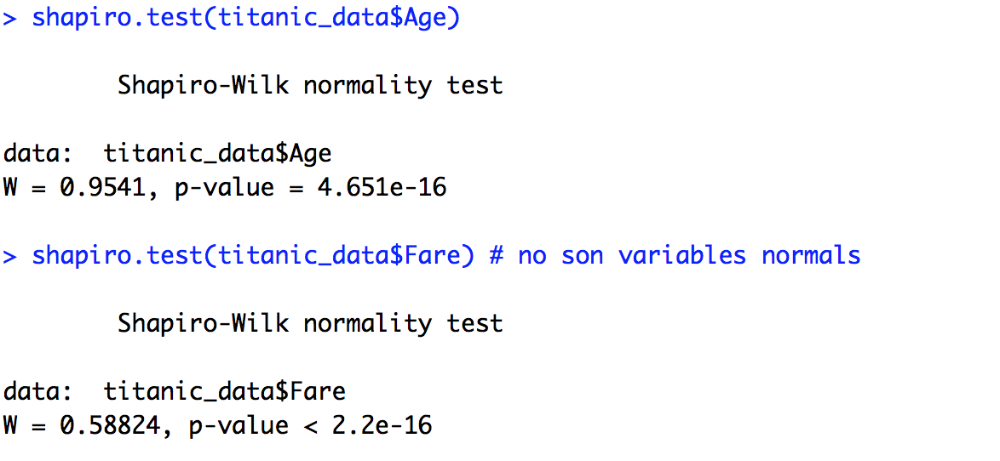 > shapiro.test(titanic_data$Age)
Shapiro-Wilk normality test
data:  titanic_data$Age
W = 0.9541, p-value = 4.651e-16
> shapiro.test(titanic_data$Fare) # no son variables normals
Shapiro-Wilk normality test
data:  titanic_data$Fare
W = 0.58824, p-value < 2.2e-16